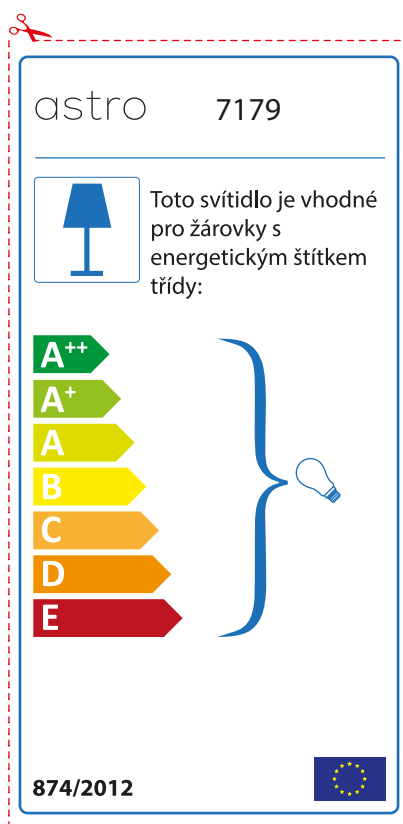 astro 7179
Toto svítidlo je vhodné
pro žárovky s
energetickým štítkem
třídy:
A++
A+
A
B
C
D
E
874/2012